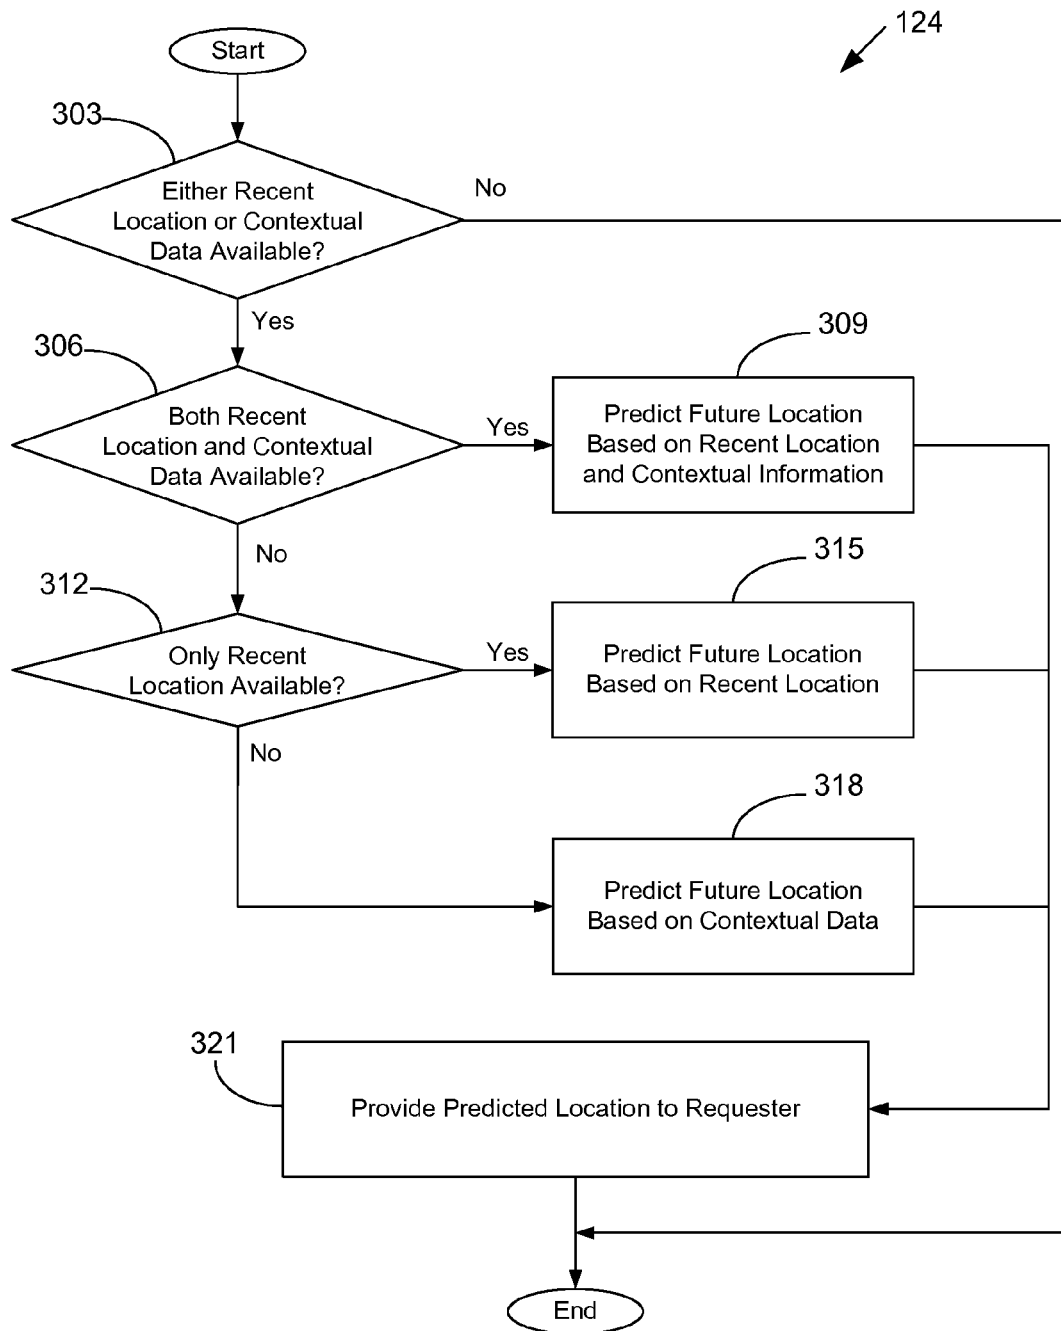 124
Start
303
Either Recent
Location or Contextual
Data Available?
No
Yes
306
Both Recent
Location and Contextual
Data Available?
Yes
309
Predict Future Location
Based on Recent Location
and Contextual Information
No
312
Only Recent
Location Available?
Yes
315
Predict Future Location
Based on Recent Location
No
318
Predict Future Location
Based on Contextual Data
321
Provide Predicted Location to Requester
End